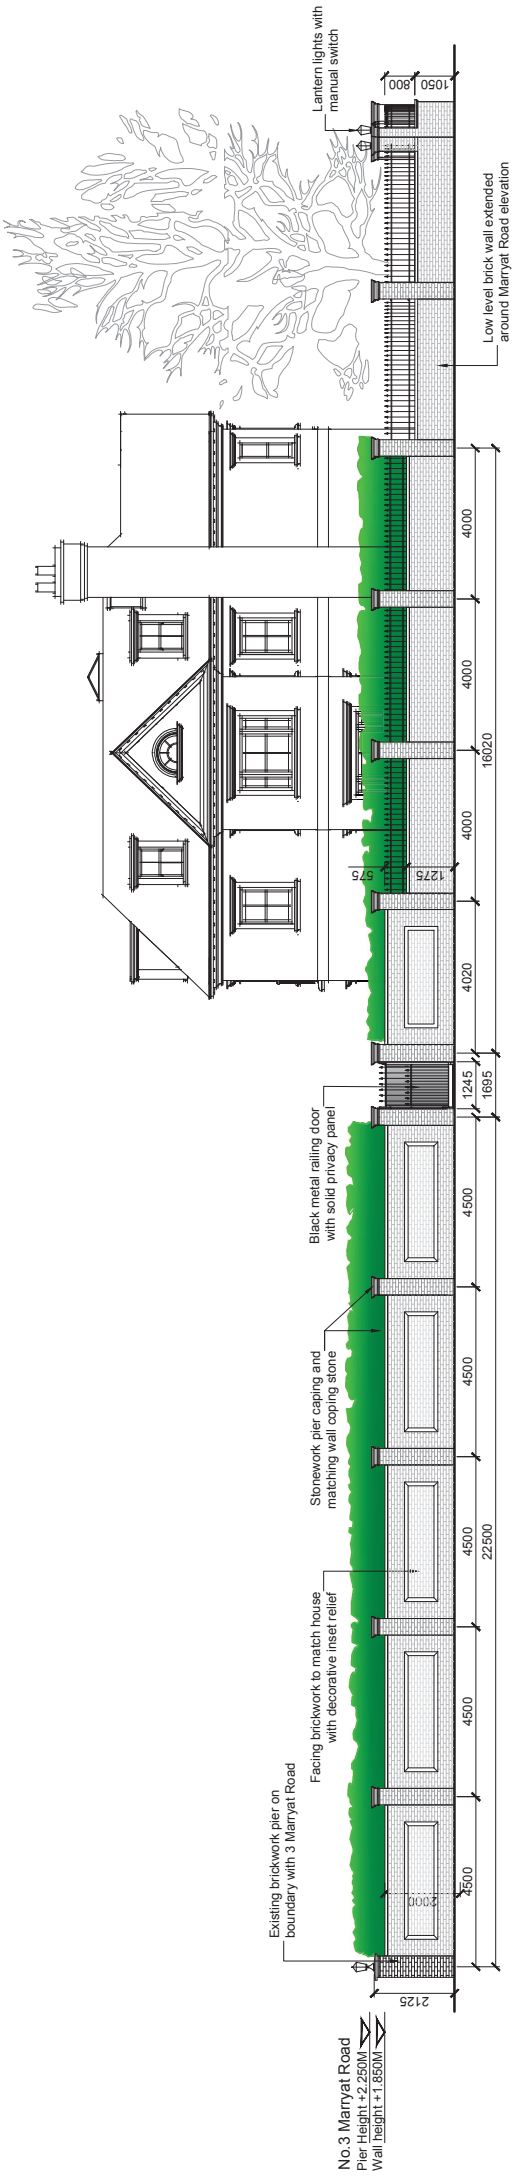 No.3 Marryat Road
Pier Height +2.250M
Wall height +1.850M
2125
Existing brickwork pier on
boundary with 3 Marryat Road
Facing brickwork to match house
with decorative inset relief
Stonework pier caping and
matching wall coping stone
Black metal railing door
with solid privacy panel
Lantern lights with
manual switch
Low level brick wall extended
around Marryat Road elevation
2000
575
1275
800
1050
4500
4500
4500
4500
4500
1245
4020
4000
4000
4000
22500
1695
16020